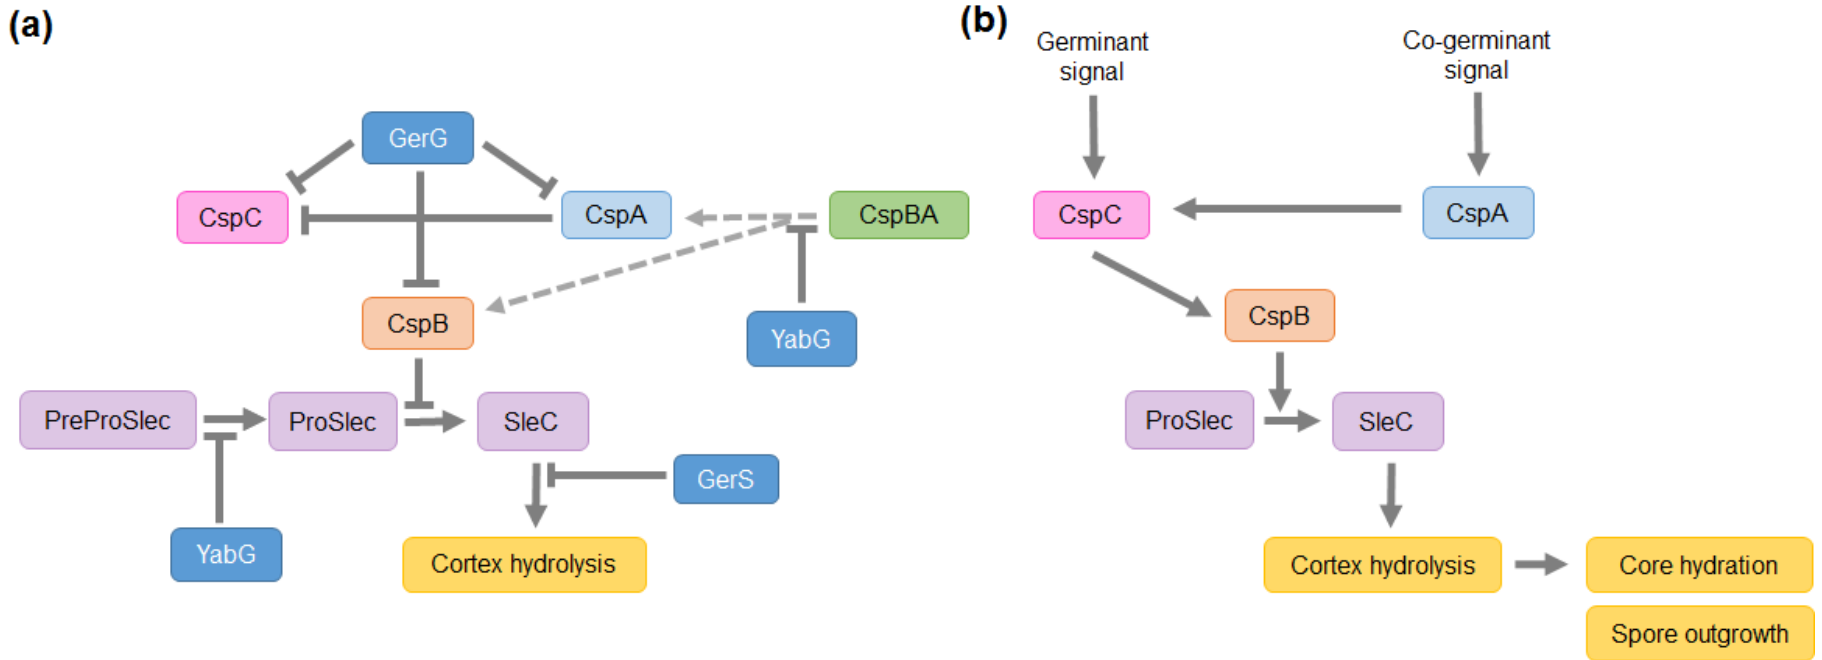 (a)
GerG
CspC
CspA
CspBA
CspB
YabG
PreProSlec
ProSlec
SleC
GerS
YabG
Cortex hydrolysis
(b)
Germinant
signal
Co-germinant
signal
CspC
CspA
CspB
ProSlec
SleC
Cortex hydrolysis
Core hydration
Spore outgrowth